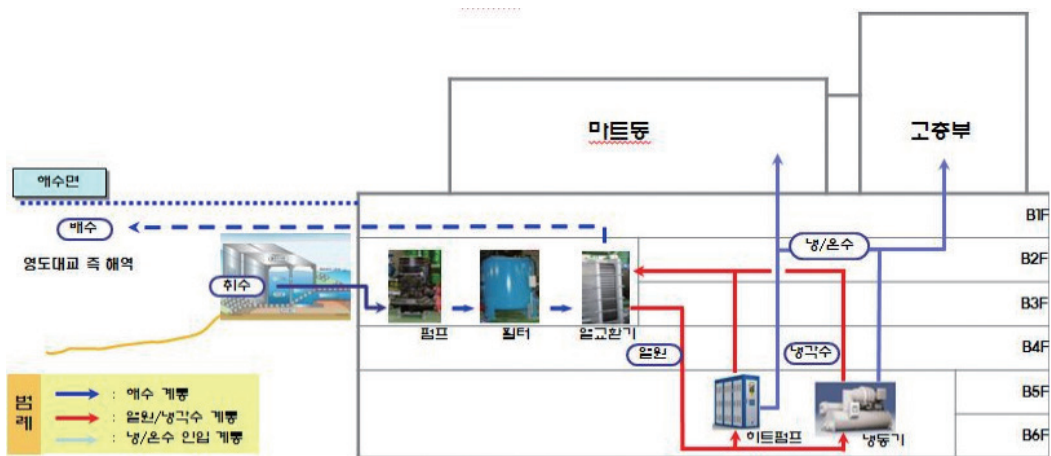 마트동
고층부
해수면
배수
영도대교 측 해역
취수
펌프
필터
열교환기
냉/온수
열원
냉각수
히트펌프
냉동기
B1F
B2F
B3F
B4F
B5F
B6F
범례
: 해수 계통
: 열원/냉각수 계통
: 냉/온수 인입 계통